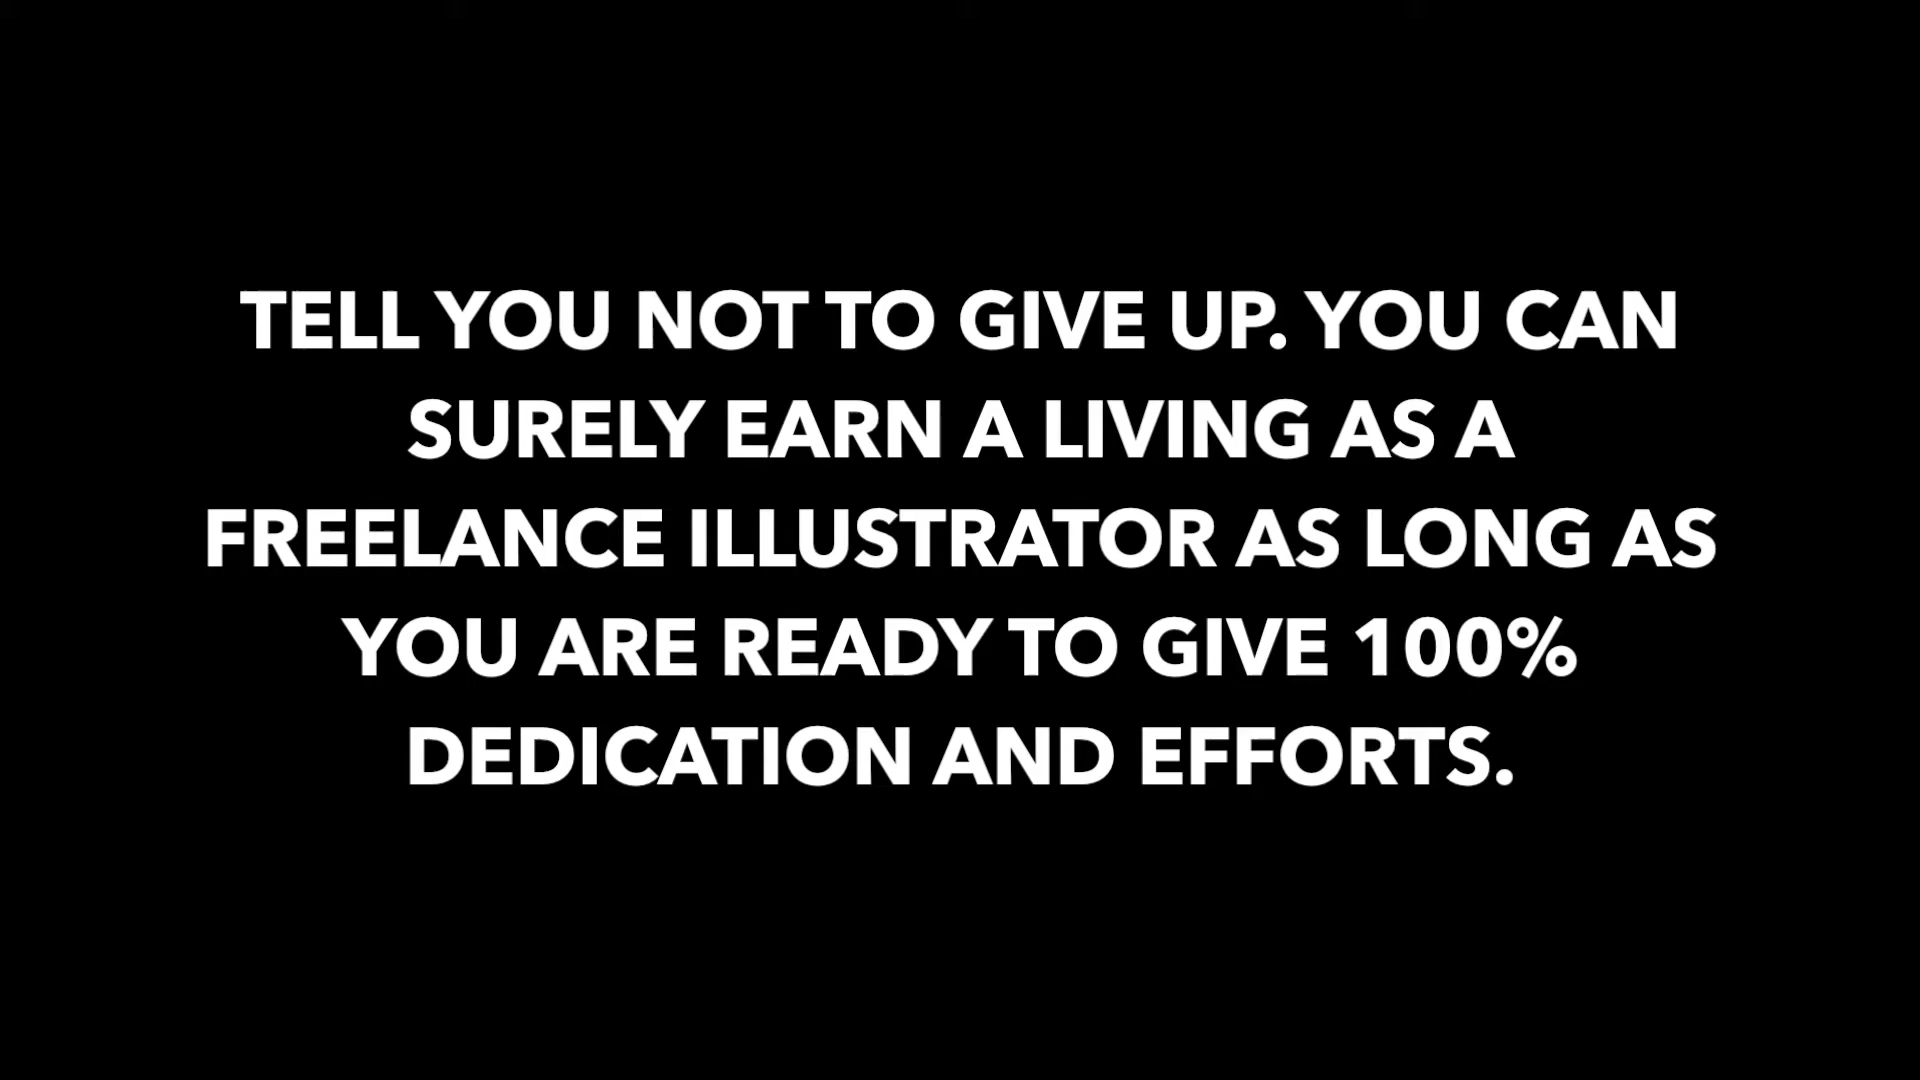 TELL YOU NOT TO GIVE UP. YOU CAN
SURELY EARN A LIVING AS A
FREELANCE ILLUSTRATOR AS LONG AS
YOU ARE READY TO GIVE 100%
DEDICATION AND EFFORTS.